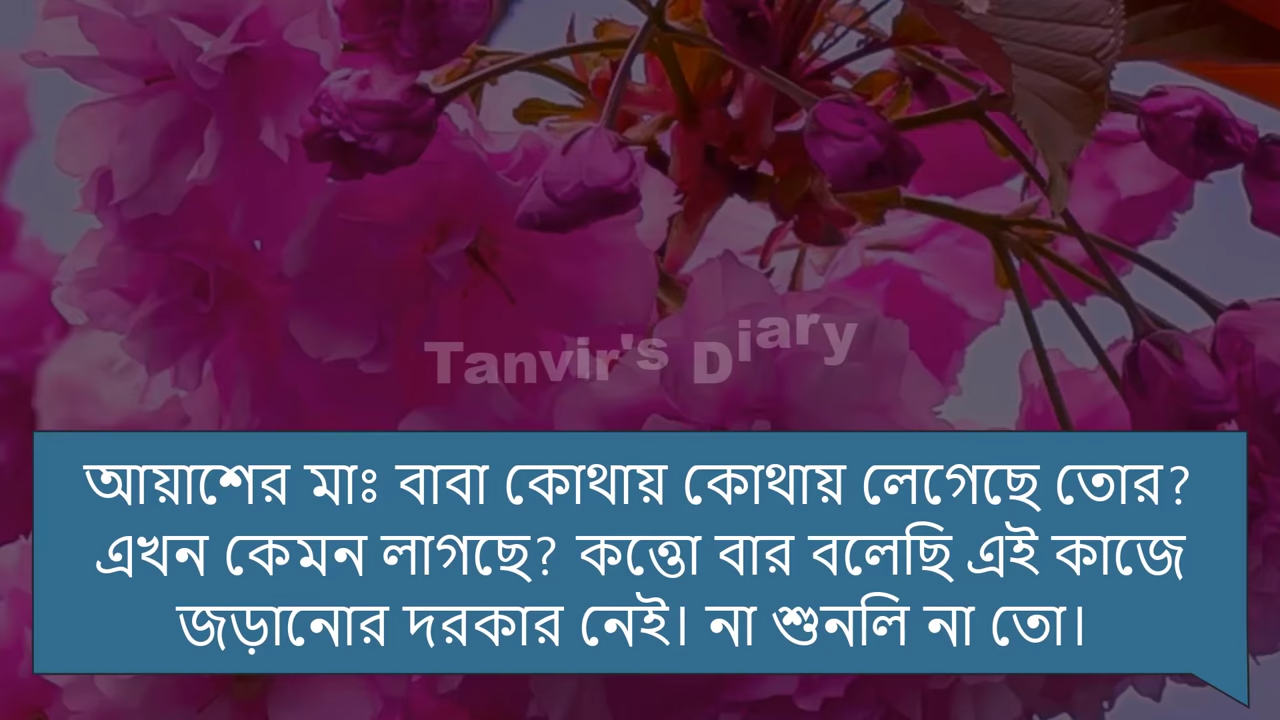 Tanvir's Diary
আয়াশের মাঃ বাবা কোথায় কোথায় লেগেছে তোর?
এখন কেমন লাগছে? কত্তো বার বলেছি এই কাজে
জড়ানোর দরকার নেই। না শুনলি না তো।